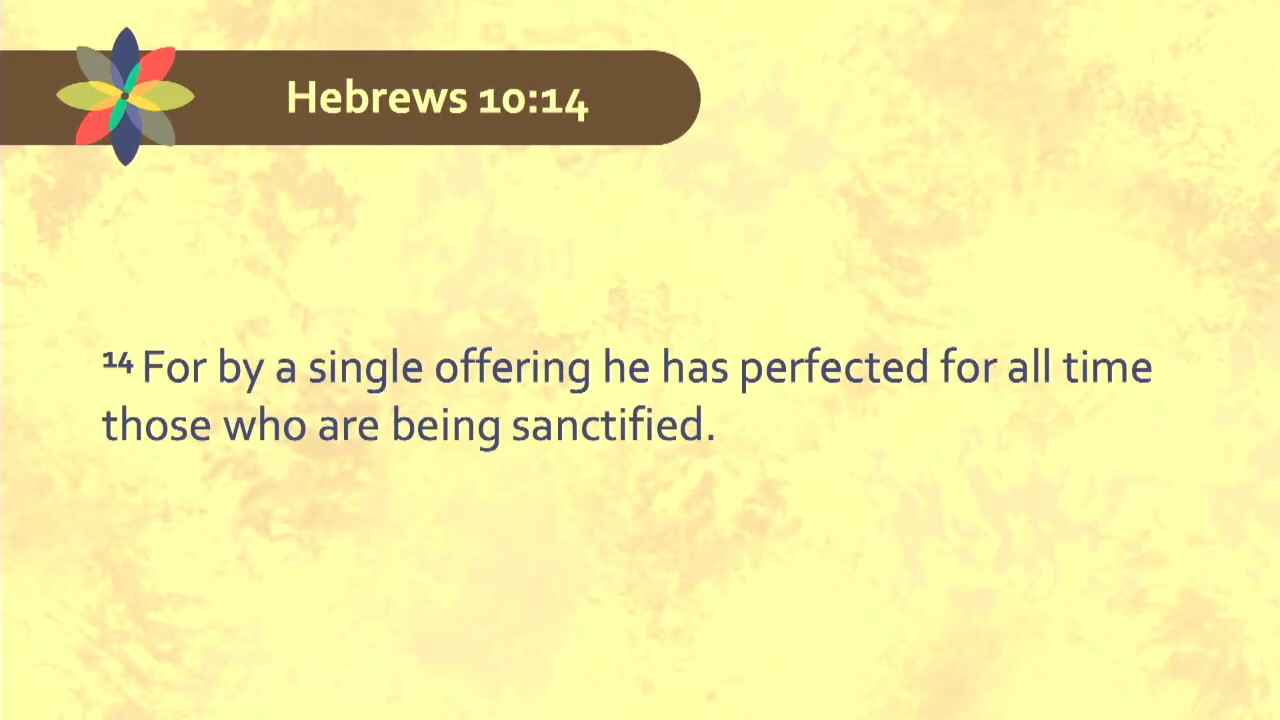 Hebrews 10:14
14 For by a single offering he has perfected for all time
those who are being sanctified.